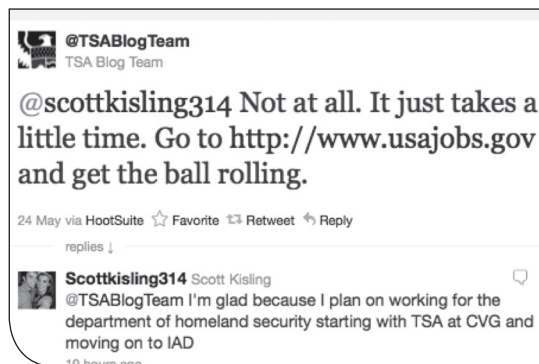 @TSABlogTeam
TSA Blog Team
@scottkisling314 Not at all. It just takes a
little time. Go to http://www.usajobs.gov
and get the ball rolling.
24 May via HootSuite Favorite Retweet Reply
replies ↓
Scottkisling314 Scott Kisling
@TSABlogTeam I'm glad because I plan on working for the
department of homeland security starting with TSA at CVG and
moving on to IAD
19 hours ago